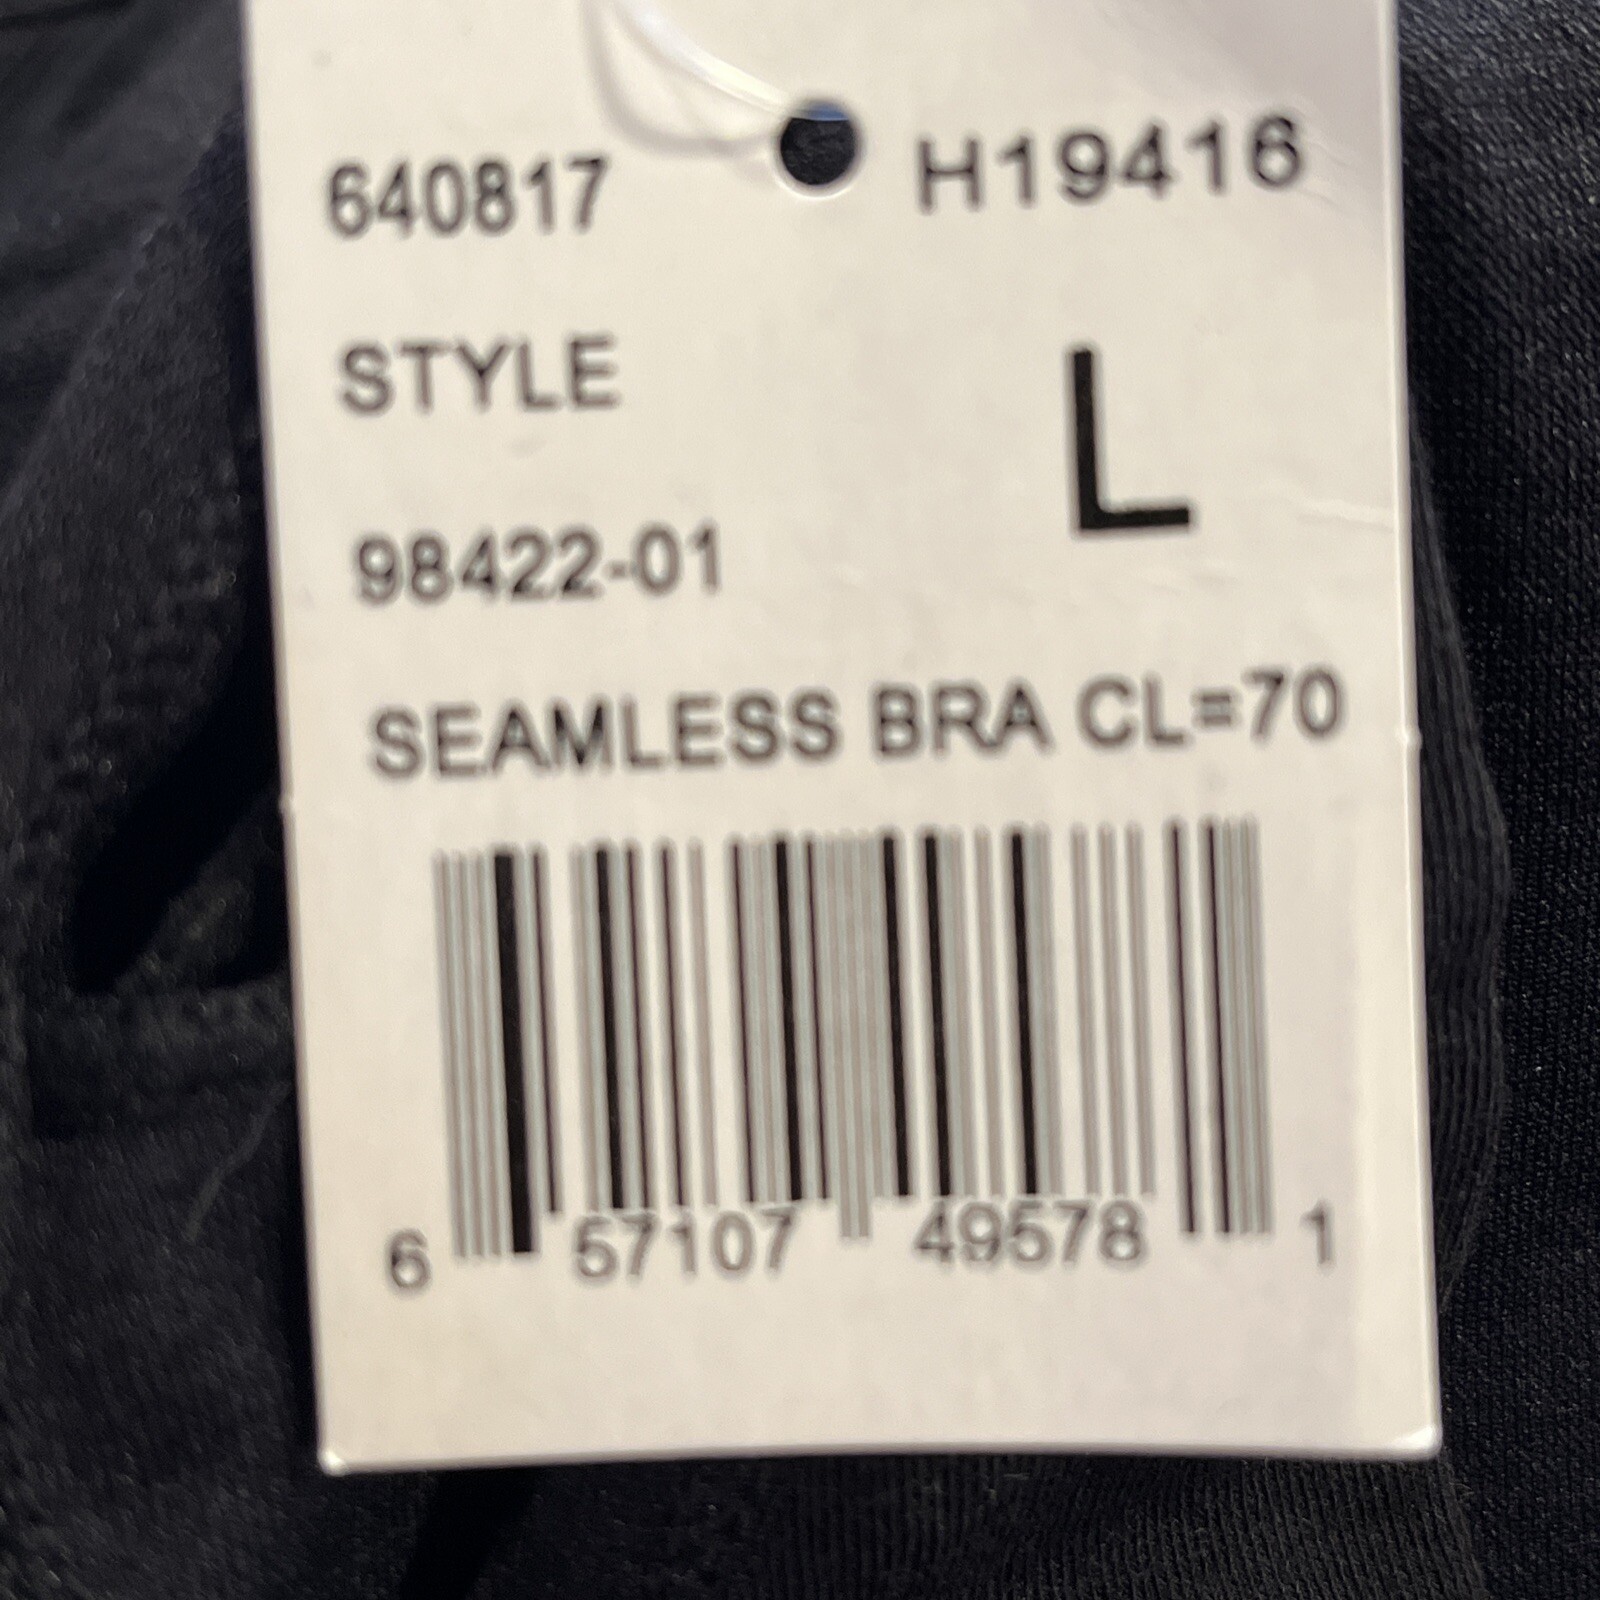 640817 H19416
STYLE L
98422-01
SEAMLESS BRA CL=70
6 57107 49578 1